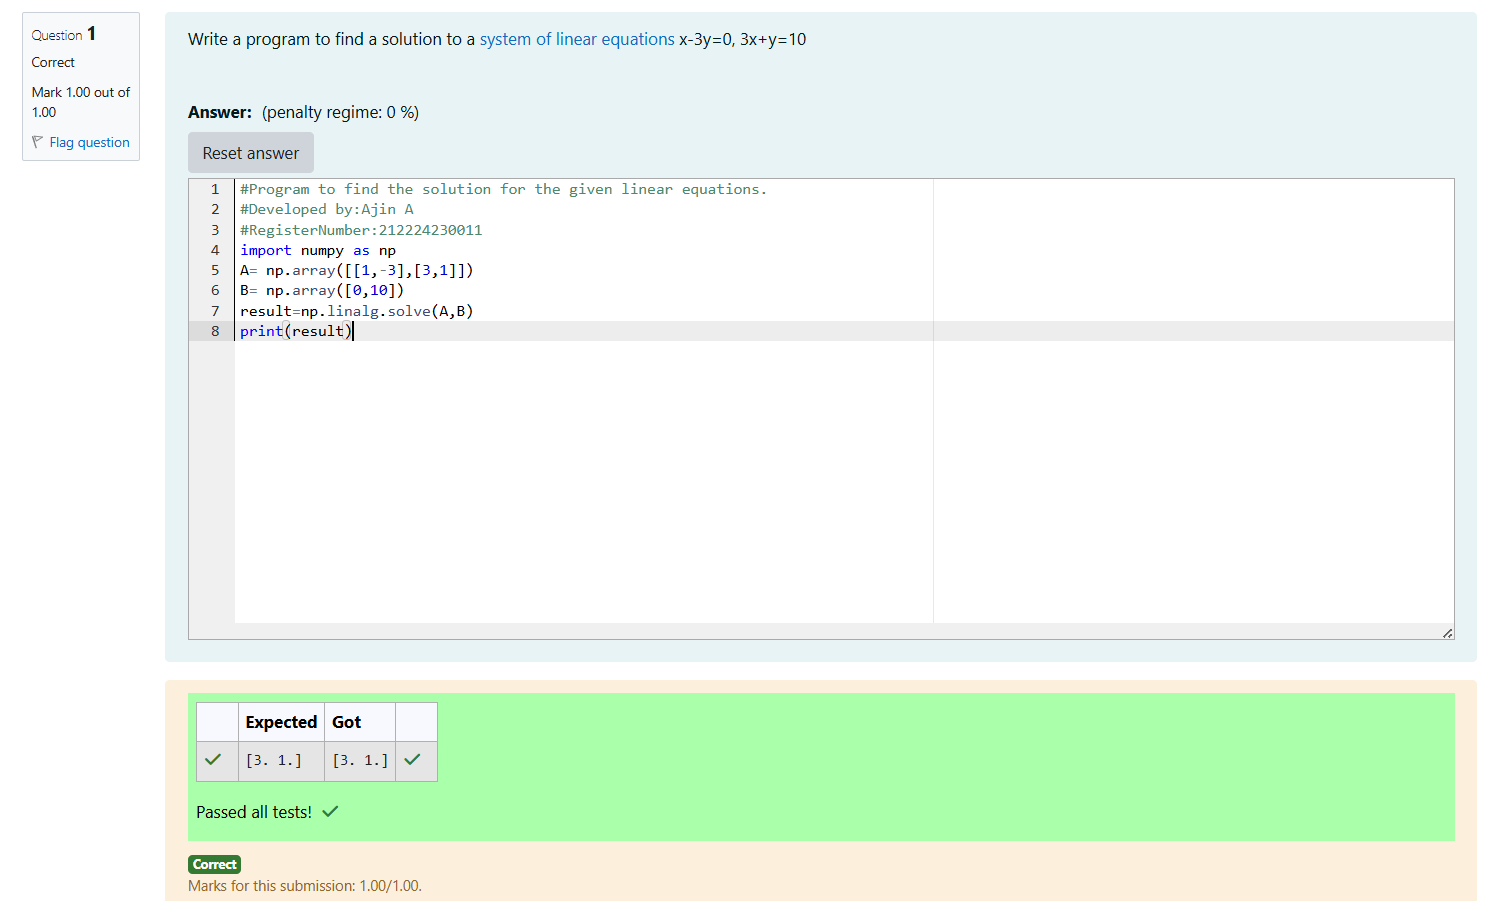 Question 1
Correct
Mark 1.00 out of
1.00
Flag question
Write a program to find a solution to a system of linear equations x-3y=0, 3x+y=10
Answer: (penalty regime: 0 %)
Reset answer
1 #Program to find the solution for the given linear equations.
2 #Developed by:Ajin A
3 #RegisterNumber:212224230011
4 import numpy as np
5 A= np.array([[1,-3],[3,1]])
6 B= np.array([0,10])
7 result=np.linalg.solve(A,B)
8 print(result)
Expected Got
[3. 1.] [3. 1.]
Passed all tests!
Correct
Marks for this submission: 1.00/1.00.